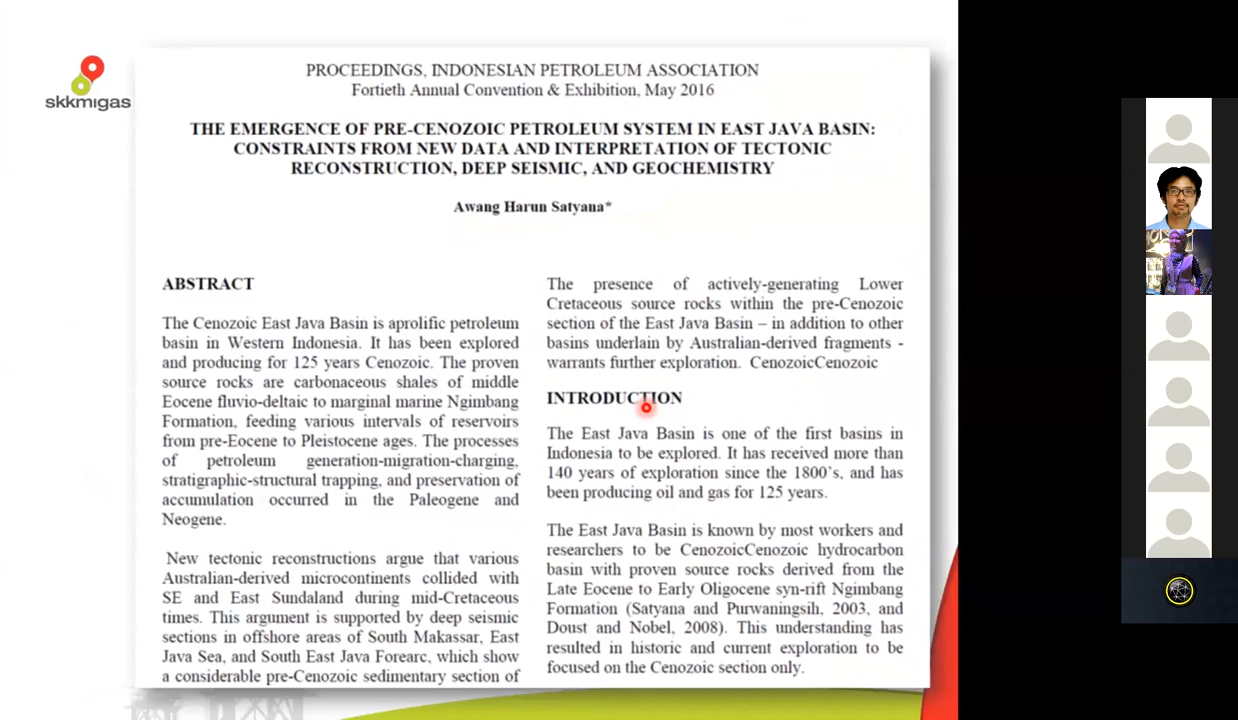 skkmigas
PROCEEDINGS, INDONESIAN PETROLEUM ASSOCIATION
Fortieth Annual Convention & Exhibition, May 2016
THE EMERGENCE OF PRE-CENOZOIC PETROLEUM SYSTEM IN EAST JAVA BASIN:
CONSTRAINTS FROM NEW DATA AND INTERPRETATION OF TECTONIC
RECONSTRUCTION, DEEP SEISMIC, AND GEOCHEMISTRY
Awang Harun Satyana*
ABSTRACT
The Cenozoic East Java Basin is aprolific petroleum
basin in Western Indonesia. It has been explored
and producing for 125 years Cenozoic. The proven
source rocks are carbonaceous shales of middle
Eocene fluvio-deltaic to marginal marine Ngimbang
Formation, feeding various intervals of reservoirs
from pre-Eocene to Pleistocene ages. The processes
of petroleum generation-migration-charging,
stratigraphic-structural trapping, and preservation of
accumulation occurred in the Paleogene and
Neogene.
New tectonic reconstructions argue that various
Australian-derived microcontinents collided with
SE and East Sundaland during mid-Cretaceous
times. This argument is supported by deep seismic
sections in offshore areas of South Makassar, East
Java Sea, and South East Java Forearc, which show
a considerable pre-Cenozoic sedimentary section of
The presence of actively-generating Lower
Cretaceous source rocks within the pre-Cenozoic
section of the East Java Basin – in addition to other
basins underlain by Australian-derived fragments -
warrants further exploration. CenozoicCenozoic
INTRODUCTION
The East Java Basin is one of the first basins in
Indonesia to be explored. It has received more than
140 years of exploration since the 1800's, and has
been producing oil and gas for 125 years.
The East Java Basin is known by most workers and
researchers to be CenozoicCenozoic hydrocarbon
basin with proven source rocks derived from the
Late Eocene to Early Oligocene syn-rift Ngimbang
Formation (Satyana and Purwaningsih, 2003, and
Doust and Nobel, 2008). This understanding has
resulted in historic and current exploration to be
focused on the Cenozoic section only.